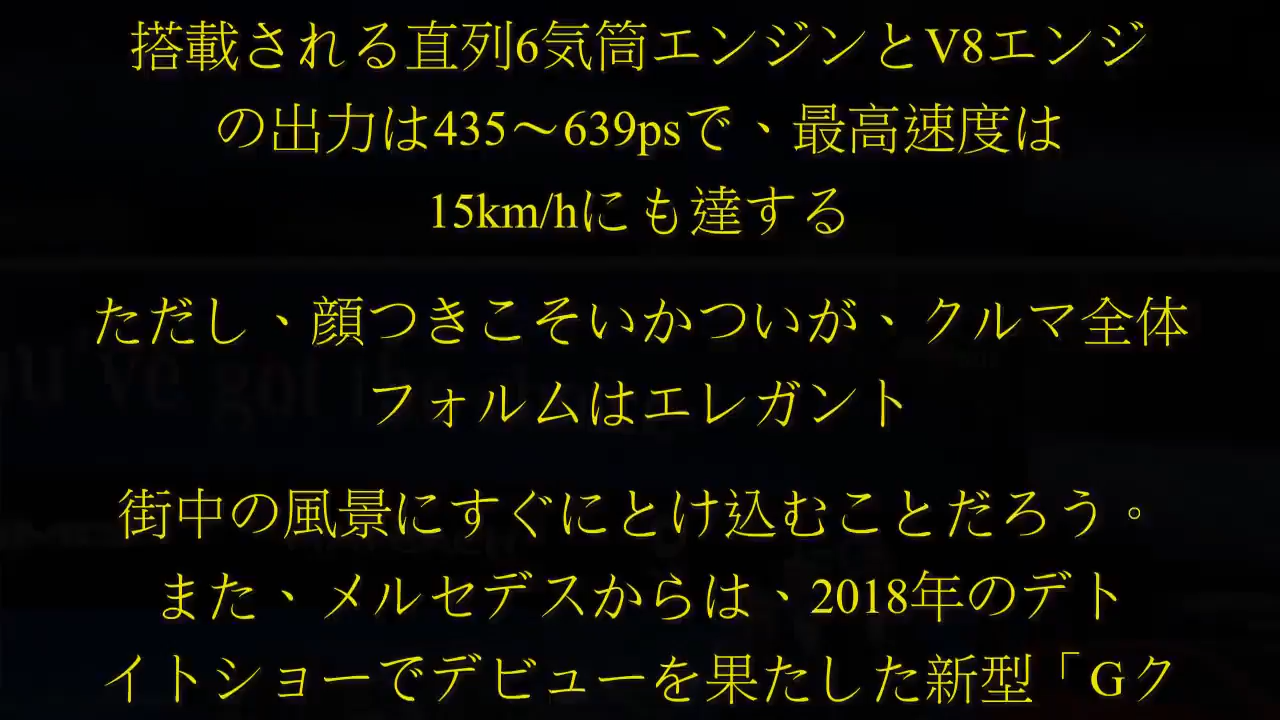 搭載される直列6気筒エンジンとV8エンジ
の出力は435〜639psで、最高速度は
15km/hにも達する
ただし、顔つきこそいかついが、クルマ全体
フォルムはエレガント
街中の風景にすぐにとけ込むことだろう。
また、メルセデスからは、2018年のデト
イトショーでデビューを果たした新型「Gク